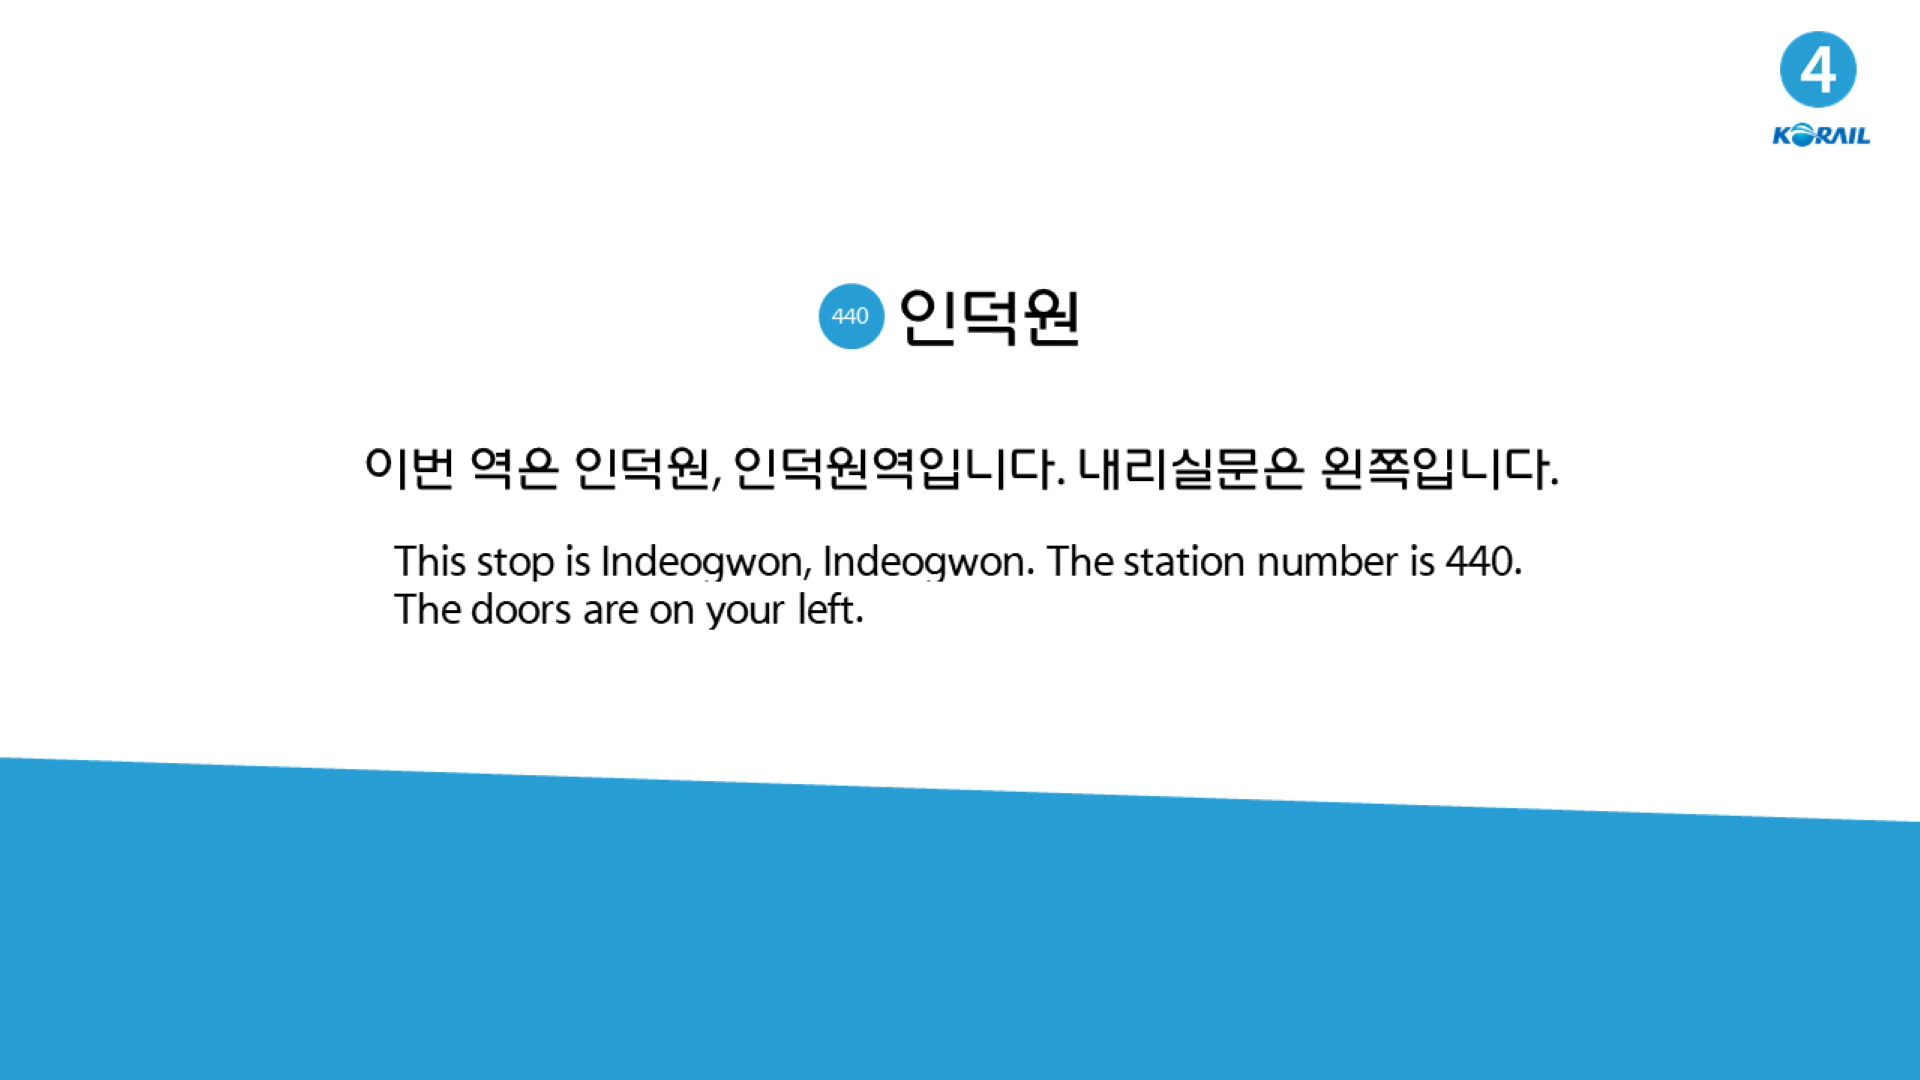 4
KORAIL
440 인덕원
이번 역은 인덕원, 인덕원역입니다. 내리실문은 왼쪽입니다.
This stop is Indeogwon, Indeogwon. The station number is 440.
The doors are on your left.